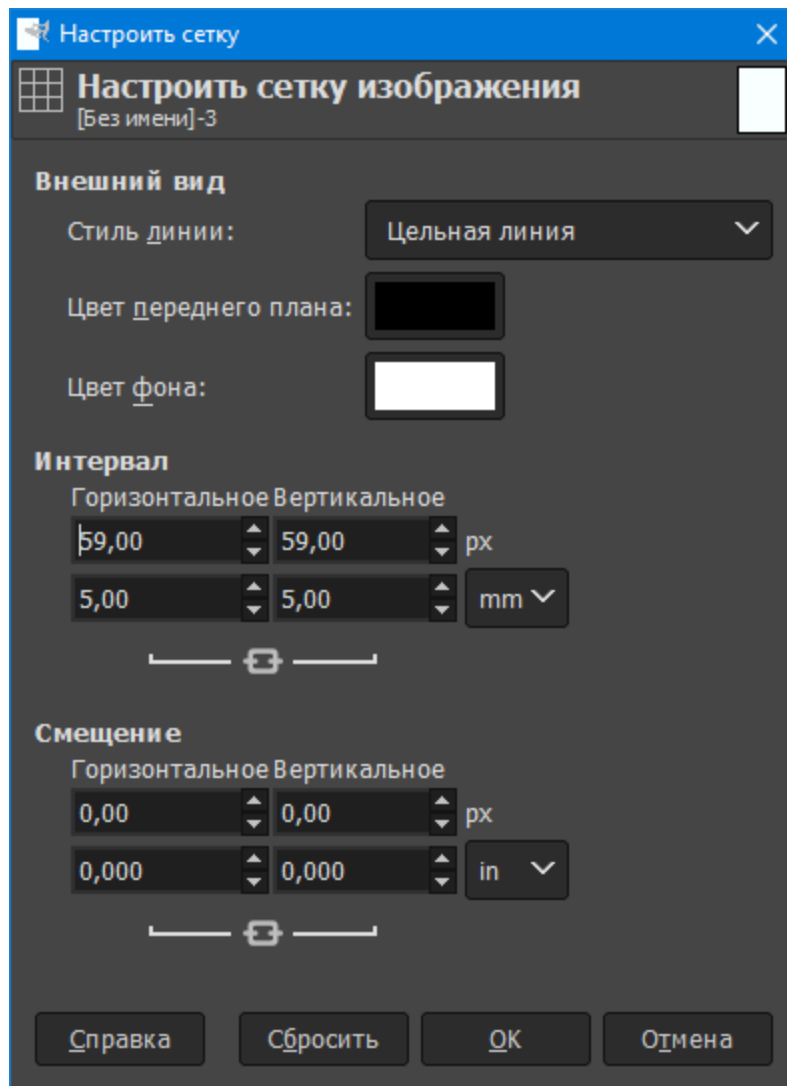 Настроить сетку
Настроить сетку изображения
[Без имени]-3
Внешний вид
Стиль линии: Цельная линия
Цвет переднего плана:
Цвет фона:
Интервал
Горизонтальное Вертикальное
59,00 59,00 px
5,00 5,00 mm
Смещение
Горизонтальное Вертикальное
0,00 0,00 px
0,000 0,000 in
Справка Сбросить OK Отмена